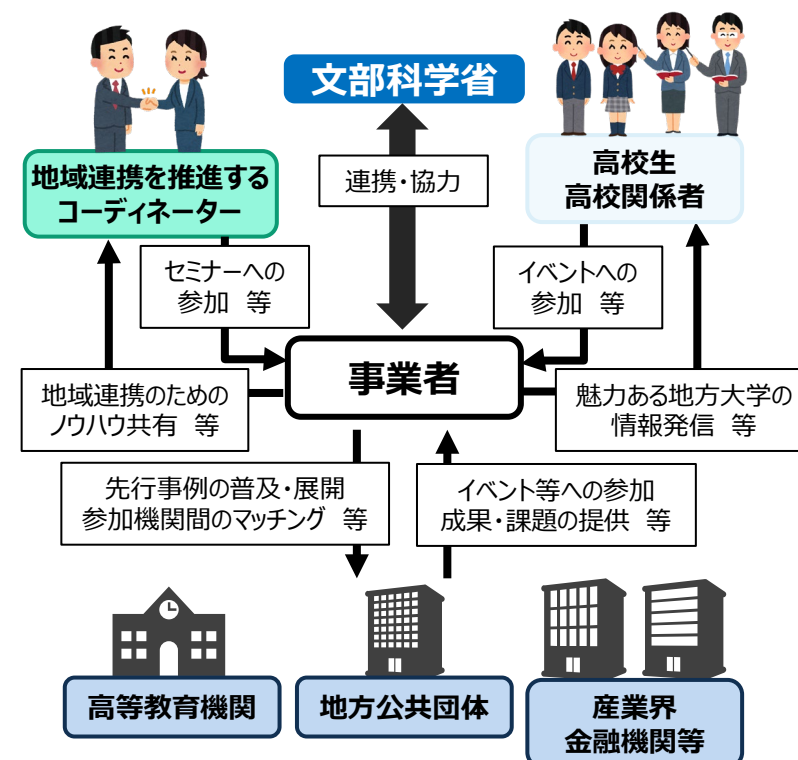 文部科学省
地域連携を推進する
コーディネーター
連携・協力
高校生
高校関係者
セミナーへの
参加　等
イベントへの
参加　等
事業者
地域連携のための
ノウハウ共有　等
魅力ある地方大学の
情報発信　等
先行事例の普及・展開
参加機関間のマッチング　等
イベント等への参加
成果・課題の提供　等
高等教育機関
地方公共団体
産業界
金融機関等